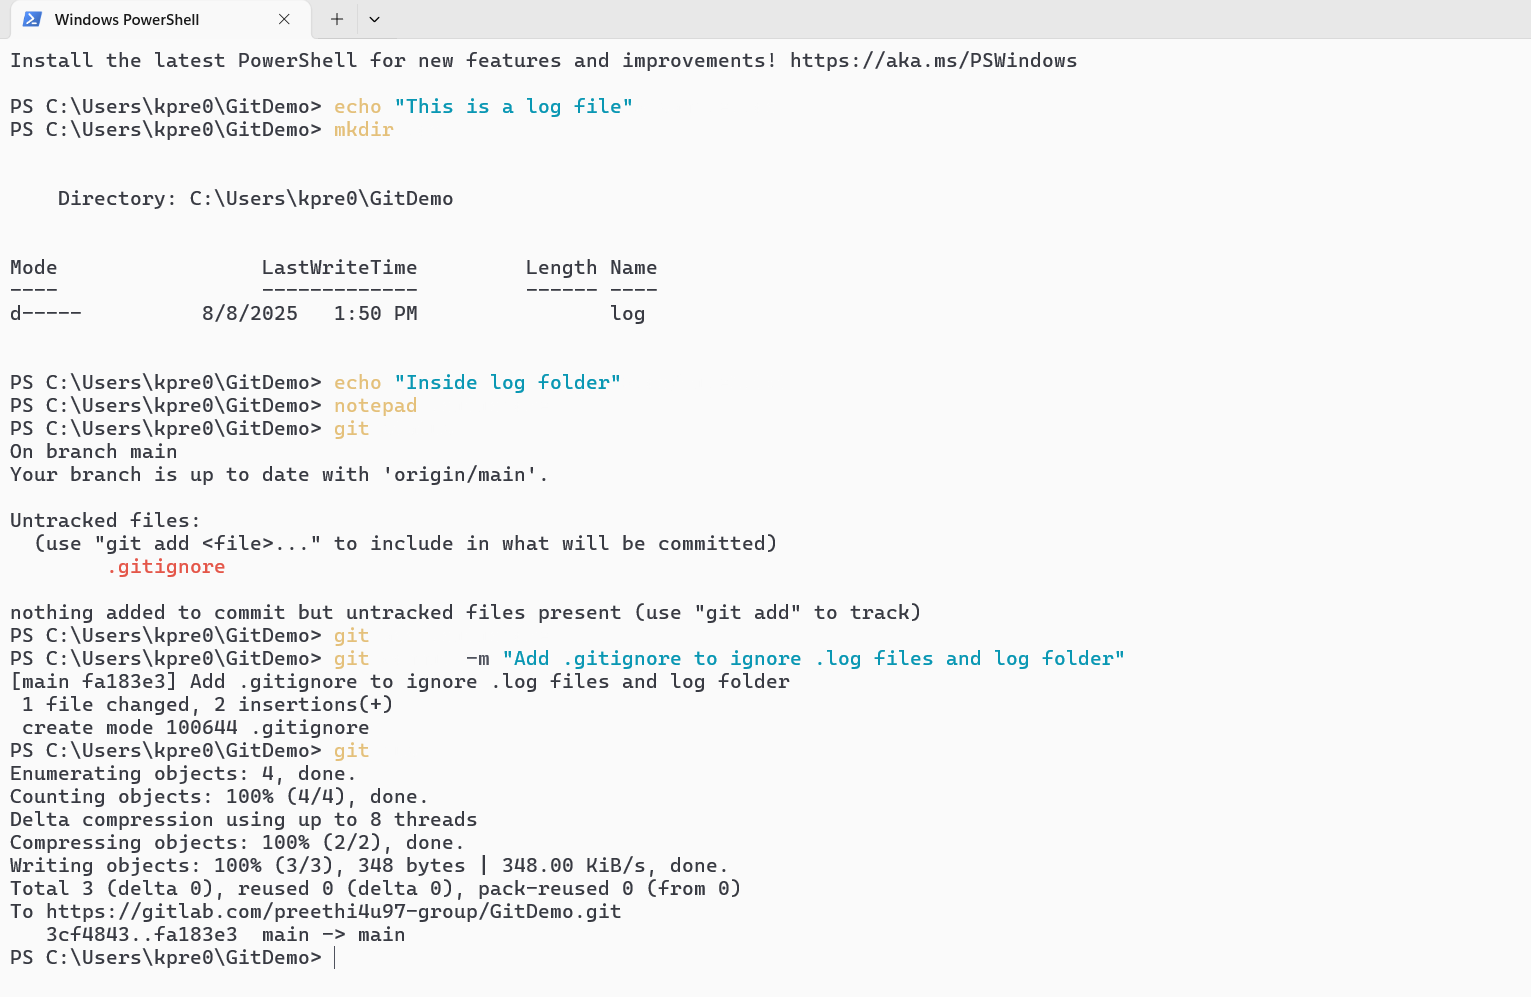 Windows PowerShell
Install the latest PowerShell for new features and improvements! https://aka.ms/PSWindows
PS C:\Users\kpre0\GitDemo> echo "This is a log file"
PS C:\Users\kpre0\GitDemo> mkdir
Directory: C:\Users\kpre0\GitDemo
Mode                 LastWriteTime         Length Name
----                 -------------         ------ ----
d-----          8/8/2025   1:50 PM                log
PS C:\Users\kpre0\GitDemo> echo "Inside log folder"
PS C:\Users\kpre0\GitDemo> notepad
PS C:\Users\kpre0\GitDemo> git
On branch main
Your branch is up to date with 'origin/main'.
Untracked files:
  (use "git add <file>..." to include in what will be committed)
        .gitignore
nothing added to commit but untracked files present (use "git add" to track)
PS C:\Users\kpre0\GitDemo> git
PS C:\Users\kpre0\GitDemo> git        -m "Add .gitignore to ignore .log files and log folder"
[main fa183e3] Add .gitignore to ignore .log files and log folder
 1 file changed, 2 insertions(+)
 create mode 100644 .gitignore
PS C:\Users\kpre0\GitDemo> git
Enumerating objects: 4, done.
Counting objects: 100% (4/4), done.
Delta compression using up to 8 threads
Compressing objects: 100% (2/2), done.
Writing objects: 100% (3/3), 348 bytes | 348.00 KiB/s, done.
Total 3 (delta 0), reused 0 (delta 0), pack-reused 0 (from 0)
To https://gitlab.com/preethi4u97-group/GitDemo.git
   3cf4843..fa183e3  main -> main
PS C:\Users\kpre0\GitDemo>